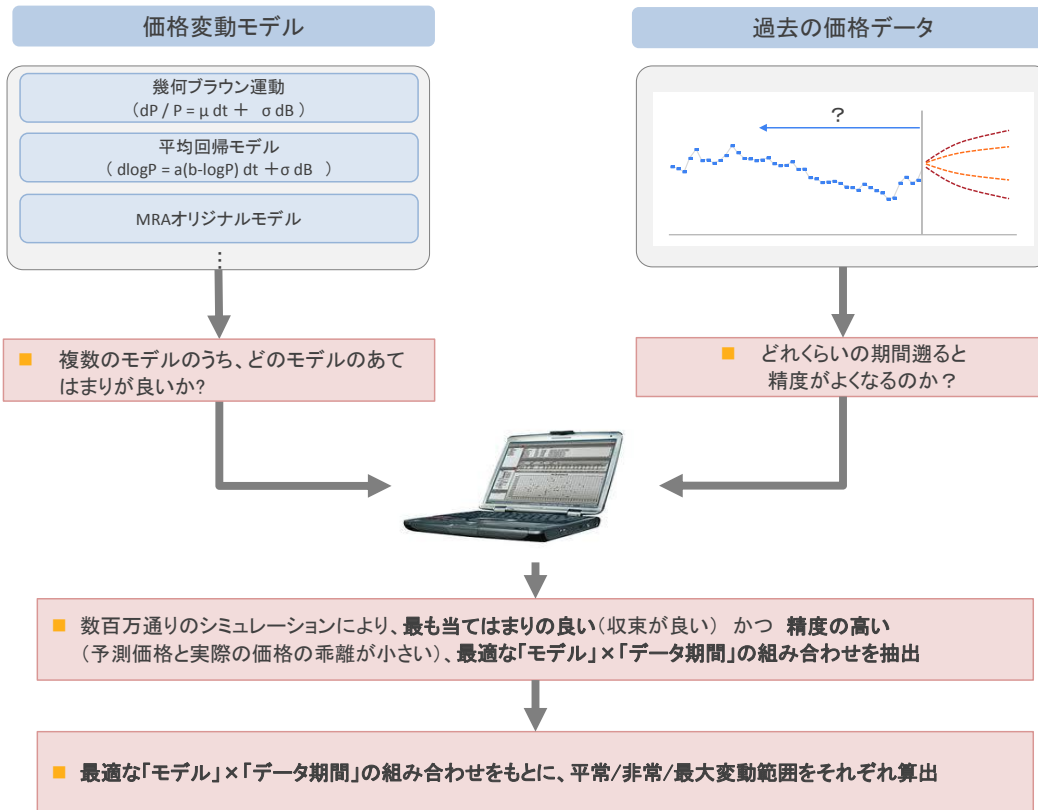 価格変動モデル
幾何ブラウン運動
(dP / P = μ dt + σ dB )
平均回帰モデル
( dlogP = a(b-logP) dt +σ dB )
MRAオリジナルモデル
⋮
■ 複数のモデルのうち、どのモデルのあて
はまりが良いか?
過去の価格データ
?
■ どれくらいの期間遡ると
精度がよくなるのか？
■ 数百万通りのシミュレーションにより、最も当てはまりの良い(収束が良い) かつ 精度の高い
(予測価格と実際の価格の乖離が小さい)、最適な「モデル」×「データ期間」の組み合わせを抽出
■ 最適な「モデル」×「データ期間」の組み合わせをもとに、平常/非常/最大変動範囲をそれぞれ算出